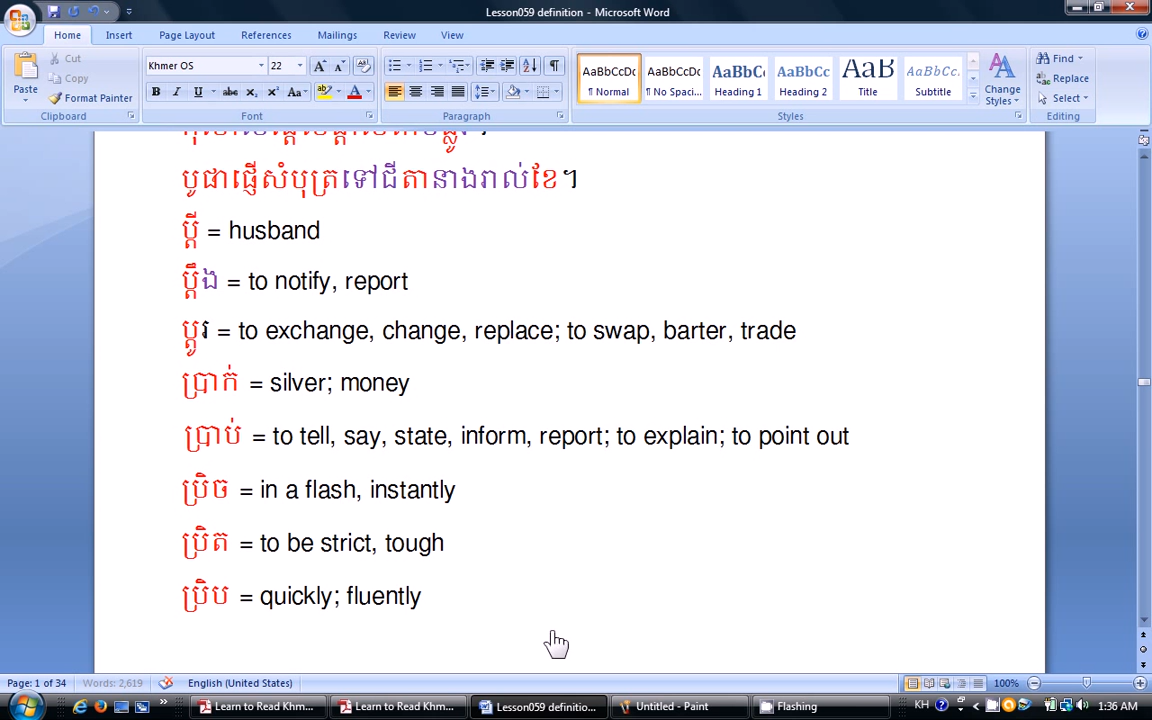 Lesson059 definition - Microsoft Word
Home Insert Page Layout References Mailings Review View
Paste Cut Copy Format Painter Clipboard
Khmer OS 22 Font
Paragraph
AaBbCcDc ¶ Normal AaBbCcDc ¶ No Spaci... AaBbC Heading 1 AaBbCc Heading 2 AaB Title AaBbCc. Subtitle Change Styles Styles
Find Replace Select Editing
បូផាផ្ញើសំបុត្រទៅជីតានាងរាល់ខែ។
ប្តី = husband
ប្តឹង = to notify, report
ប្តូរ = to exchange, change, replace; to swap, barter, trade
ប្រាក់ = silver; money
ប្រាប់ = to tell, say, state, inform, report; to explain; to point out
ប្រិច = in a flash, instantly
ប្រិត = to be strict, tough
ប្រិប = quickly; fluently
Page: 1 of 34 Words: 2,619 English (United States) 100%
Learn to Read Khm... Learn to Read Khm... Lesson059 definitio... Untitled - Paint Flashing KH 1:36 AM